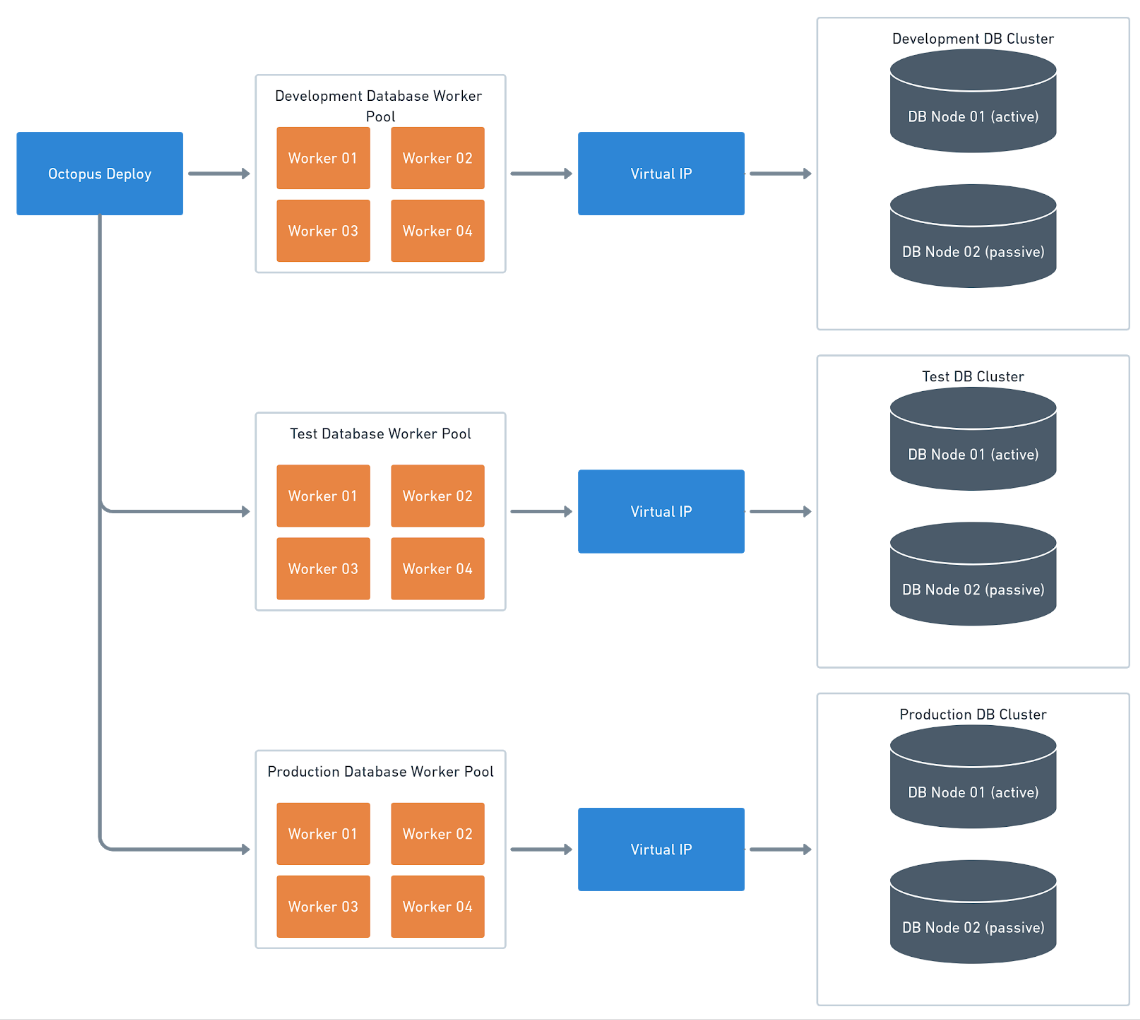 Development DB Cluster
DB Node 01 (active)
DB Node 02 (passive)
Octopus Deploy
Development Database Worker
Pool
Worker 01
Worker 02
Worker 03
Worker 04
Virtual IP
Test DB Cluster
DB Node 01 (active)
DB Node 02 (passive)
Test Database Worker Pool
Worker 01
Worker 02
Worker 03
Worker 04
Virtual IP
Production DB Cluster
DB Node 01 (active)
DB Node 02 (passive)
Production Database Worker Pool
Worker 01
Worker 02
Worker 03
Worker 04
Virtual IP